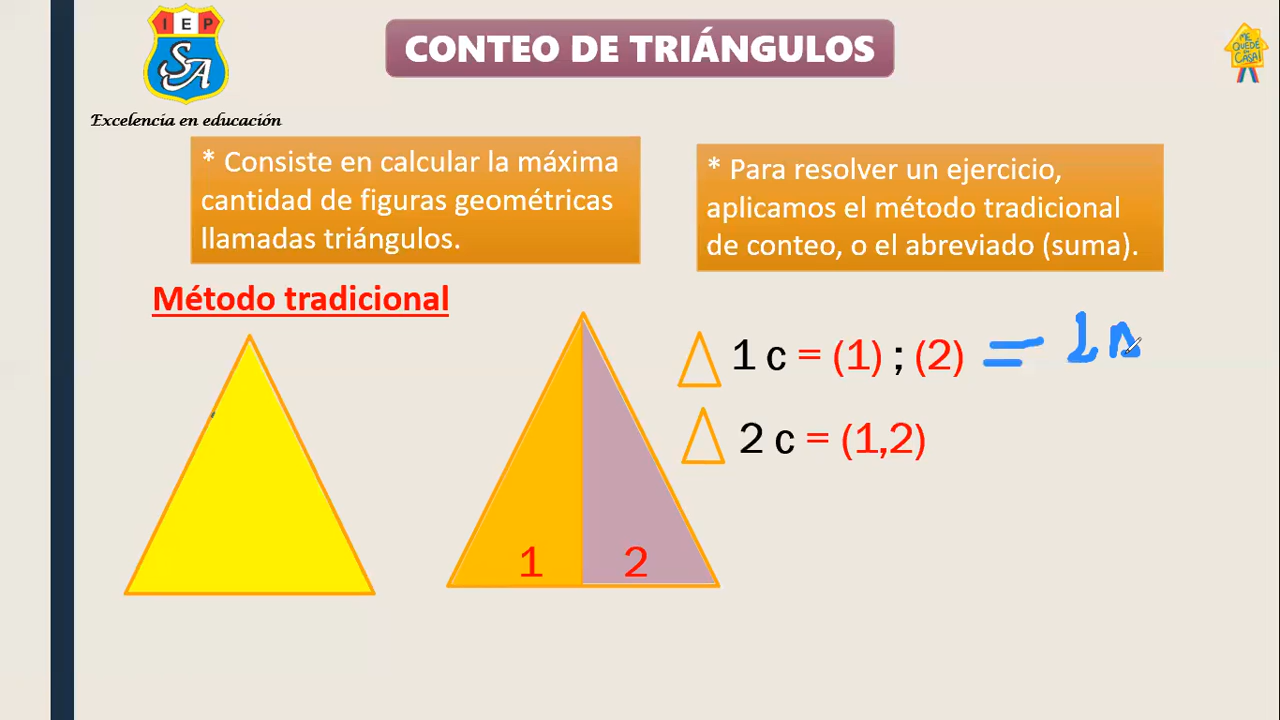 I E P
SA
CONTEO DE TRIÁNGULOS
ME
QUEDE
EN
CASA!
Excelencia en educación
* Consiste en calcular la máxima
cantidad de figuras geométricas
llamadas triángulos.
* Para resolver un ejercicio,
aplicamos el método tradicional
de conteo, o el abreviado (suma).
Método tradicional
1 c = (1) ; (2) =
2 c = (1,2)
1 2